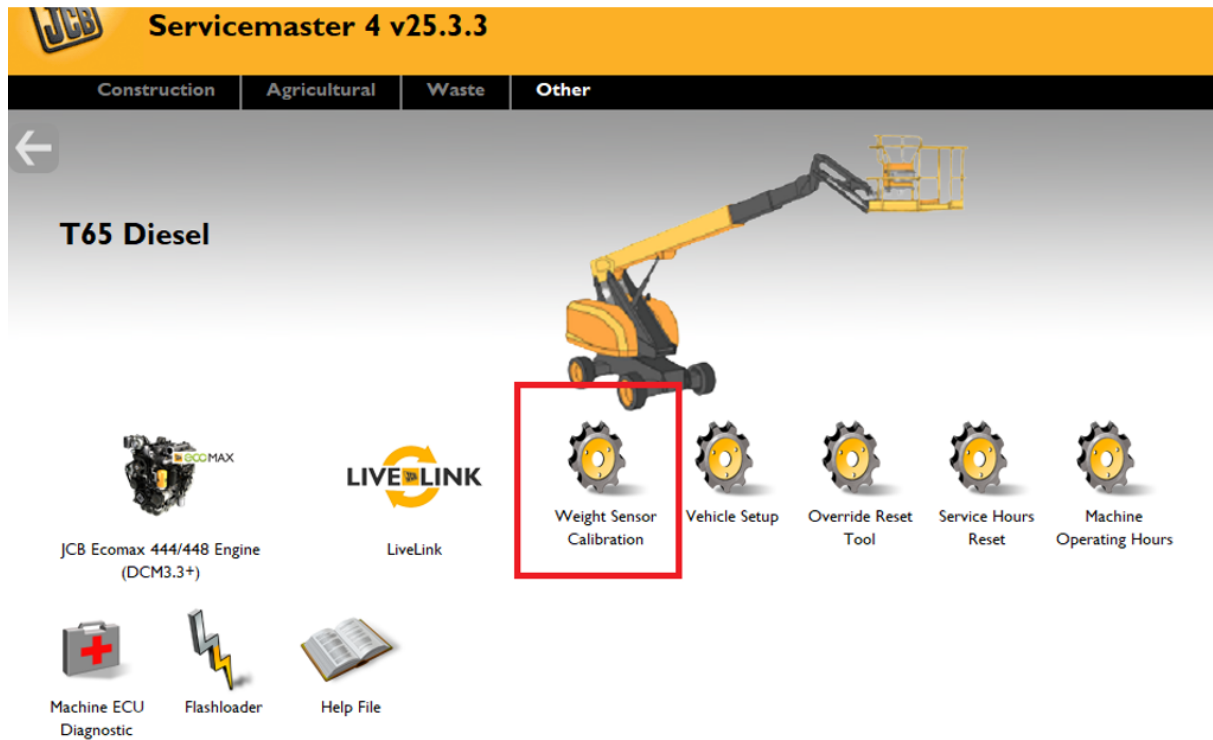 JCB
Servicemaster 4 v25.3.3
Construction
Agricultural
Waste
Other
T65 Diesel
ecoMAX
LIVE LINK
JCB Ecomax 444/448 Engine
(DCM3.3+)
LiveLink
Weight Sensor
Calibration
Vehicle Setup
Override Reset
Tool
Service Hours
Reset
Machine
Operating Hours
Machine ECU
Diagnostic
Flashloader
Help File